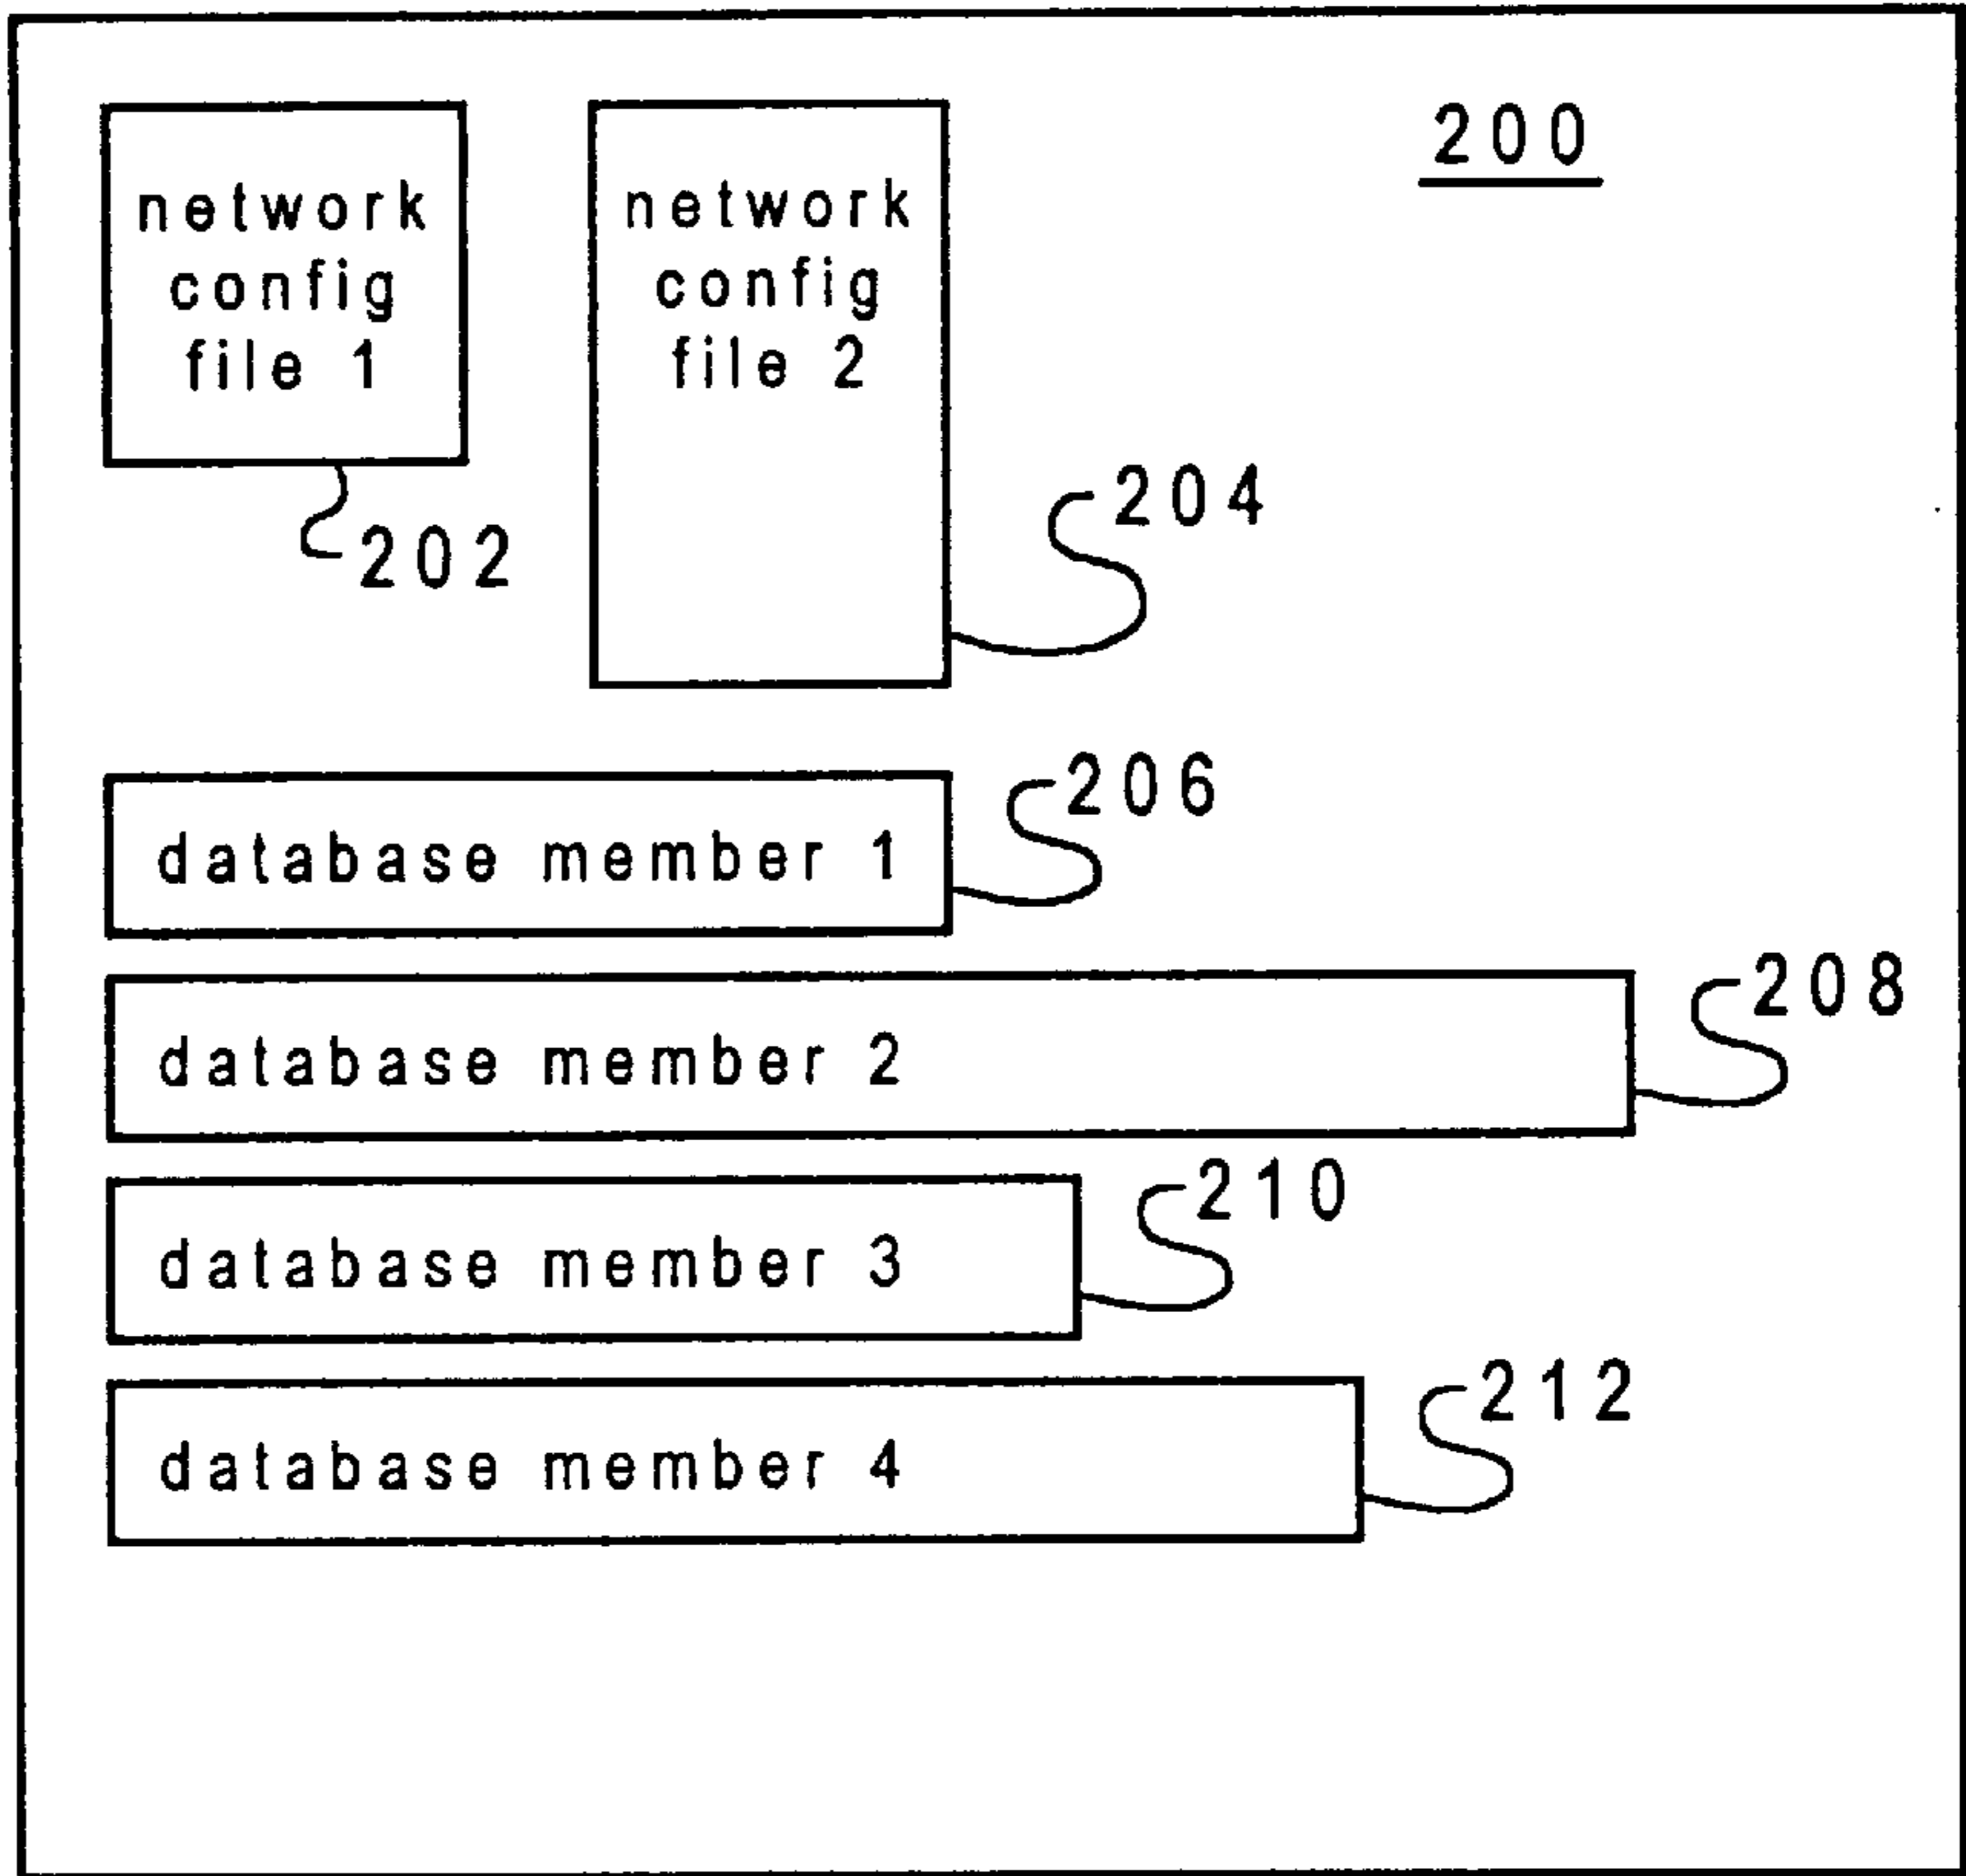 200
network
config
file 1
network
config
file 2
204
202
206
database member 1
208
database member 2
210
database member 3
212
database member 4